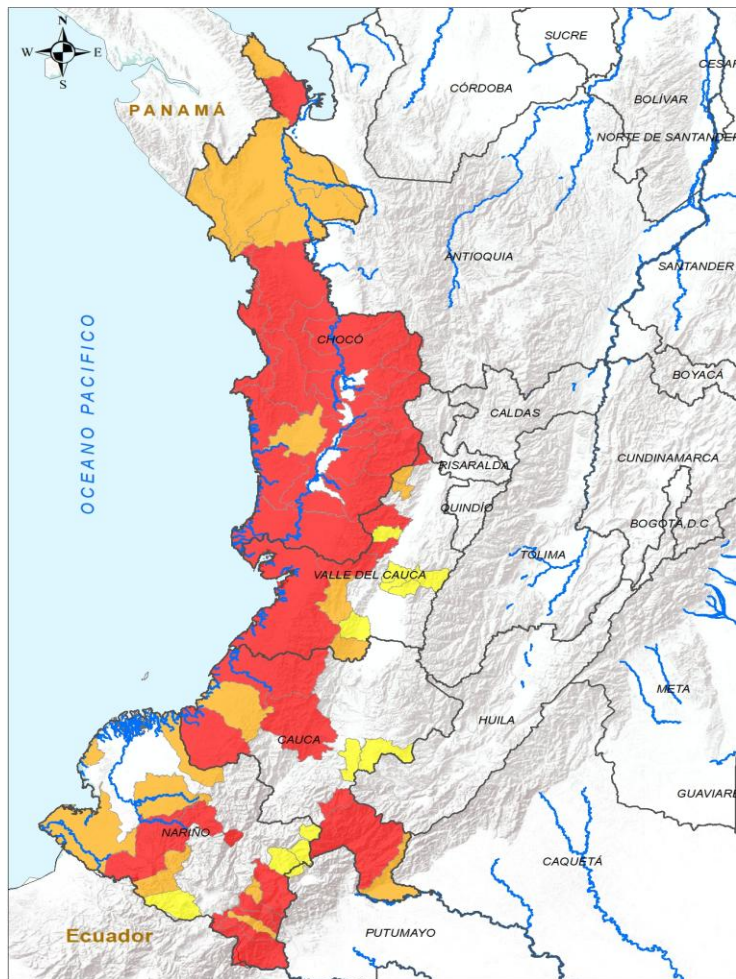 N
W E
S
PANAMÁ
SUCRE
CESAR
CÓRDOBA
BOLÍVAR
NORTE DE SANTANDER
ANTIOQUIA
SANTANDER
OCEANO PACIFICO
CHOCÓ
BOYACÁ
CALDAS
RISARALDA
CUNDINAMARCA
QUINDÍO
BOGOTÁ,D.C
TOLIMA
VALLE DEL CAUCA
META
HUILA
CAUCA
GUAVIARE
NARIÑO
CAQUETÁ
PUTUMAYO
Ecuador